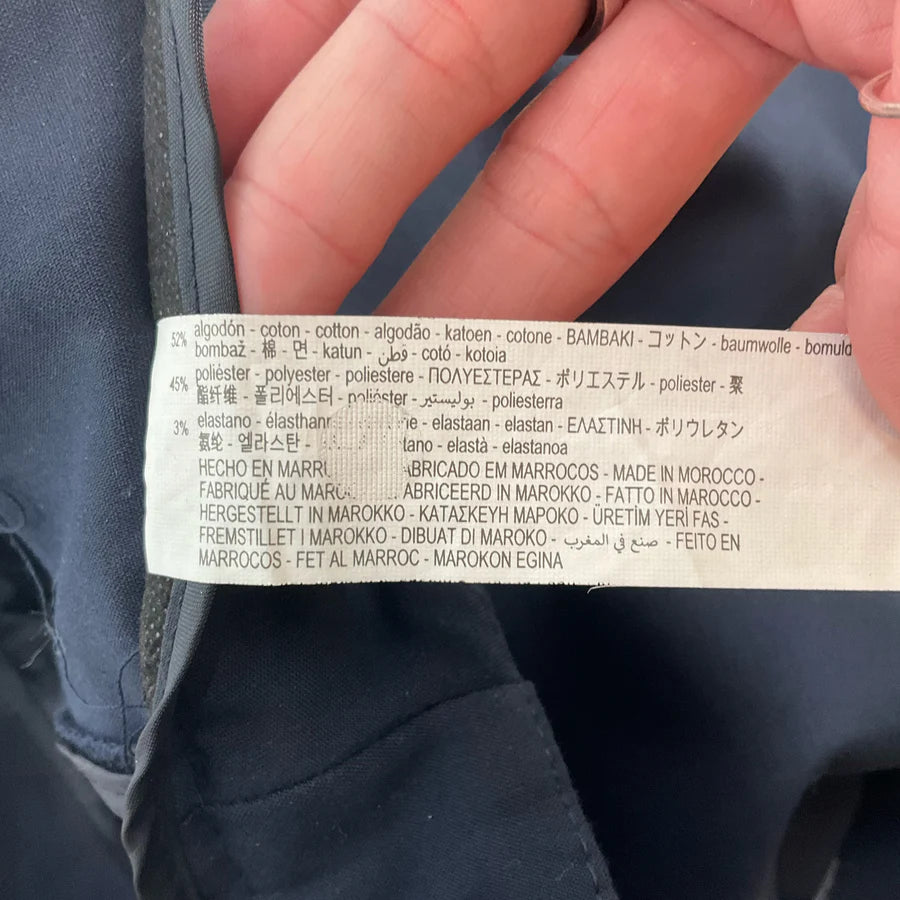 52% algodón - coton - cotton - algodão - katoen - cotone - BAMBAKI - コットン - baumwolle - bomuld
bombaž - 棉 - 면 - katun - قطن - cotó - kotoia
45% poliéster - polyester - poliestere - ΠΟΛΥΕΣΤΕΡΑΣ - ポリエステル - poliester - 聚
酯纤维 - 폴리에스터 - poliéster - بوليستير - poliesterra
3% elastano - élasthann - elastaan - elastan - ΕΛΑΣΤΙΝΗ - ポリウレタン
氨纶 - 엘라스탄 - tano - elastà - elastanoa
HECHO EN MARRU ABRICADO EM MARROCOS - MADE IN MOROCCO -
FABRIQUÉ AU MARO ABRICEERD IN MAROKKO - FATTO IN MAROCCO -
HERGESTELLT IN MAROKKO - ΚΑΤΑΣΚΕΥΗ ΜΑΡΟΚΟ - ÜRETİM YERİ FAS -
FREMSTILLET I MAROKKO - DIBUAT DI MAROKO - صنع في المغرب - FEITO EN
MARROCOS - FET AL MARROC - MAROKON EGINA